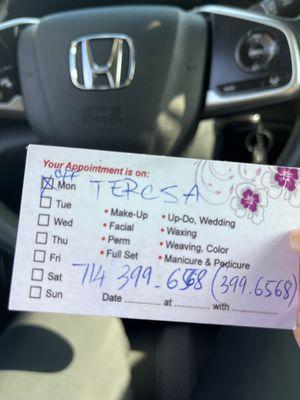 Your Appointment is on:
OFF
Mon TERESA
Tue
Wed • Make-Up • Up-Do, Wedding
• Facial • Waxing
Thu • Perm • Weaving, Color
Fri • Full Set • Manicure & Pedicure
Sat 714 399-6568 (399.6568)
Sun Date ............ at ............ with ............